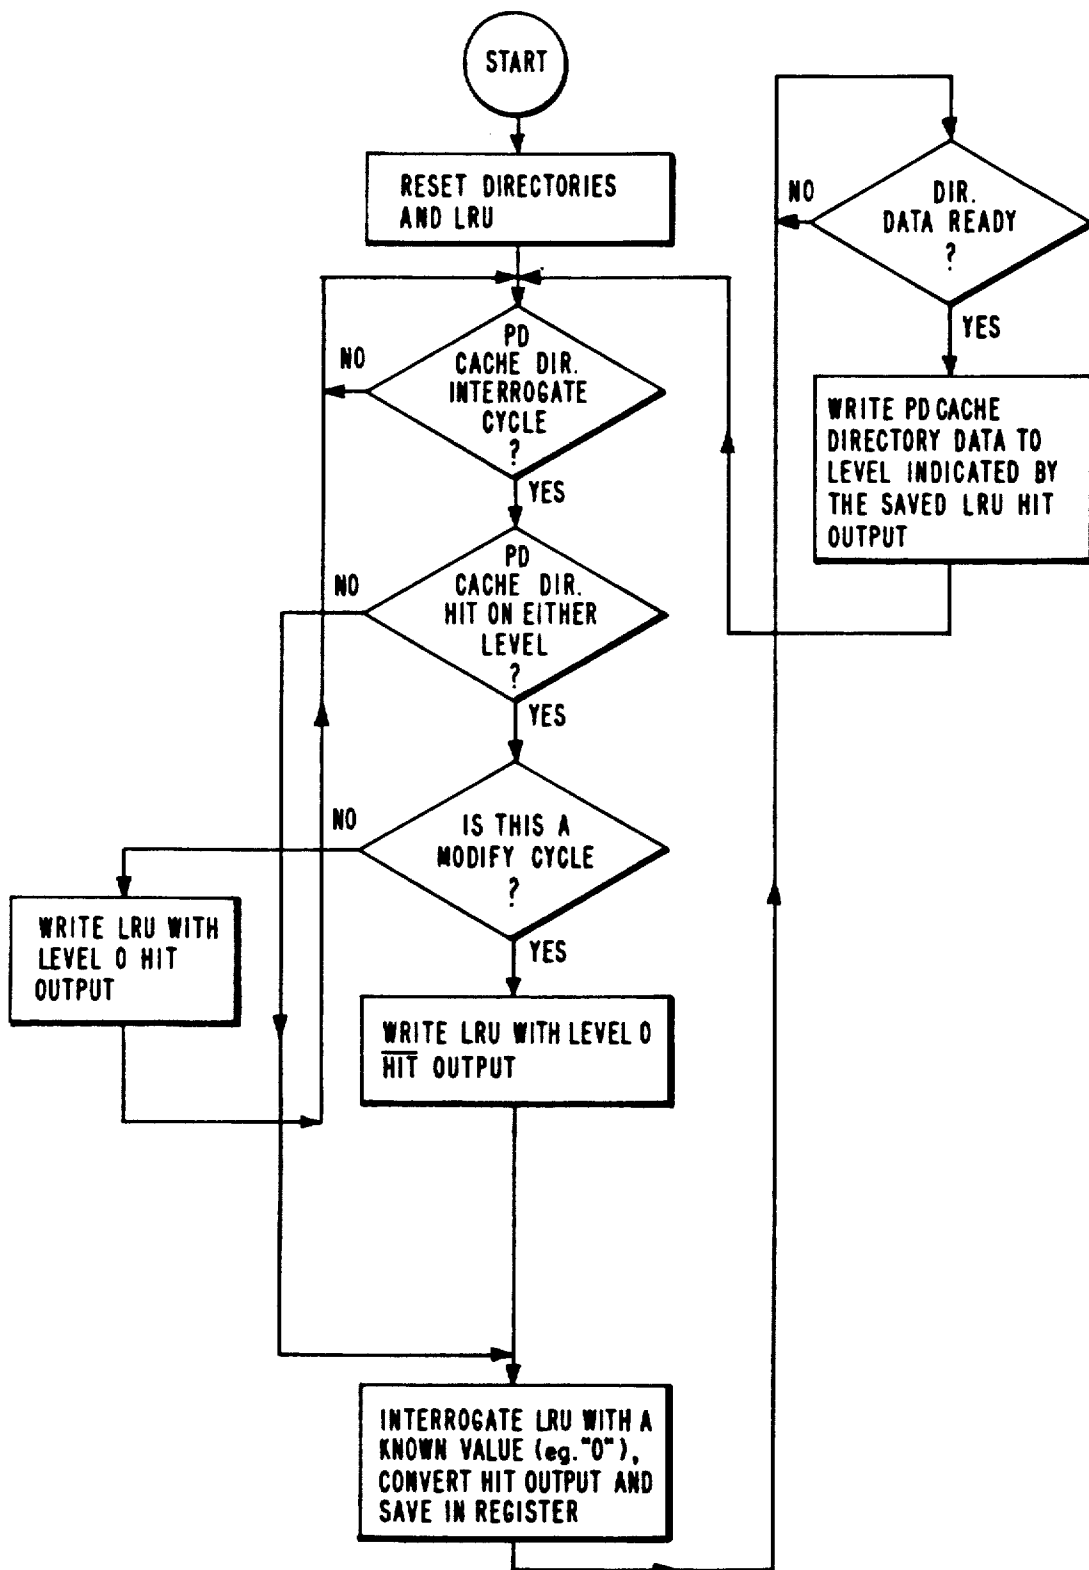 START
RESET DIRECTORIES
AND LRU
PD
CACHE DIR.
INTERROGATE
CYCLE
?
NO
YES
PD
CACHE DIR.
HIT ON EITHER
LEVEL
?
NO
YES
IS THIS A
MODIFY CYCLE
?
NO
YES
WRITE LRU WITH
LEVEL 0 HIT
OUTPUT
WRITE LRU WITH LEVEL 0
H̅I̅T̅ OUTPUT
INTERROGATE LRU WITH A
KNOWN VALUE (eg. "0"),
CONVERT HIT OUTPUT AND
SAVE IN REGISTER
DIR.
DATA READY
?
NO
YES
WRITE PD CACHE
DIRECTORY DATA TO
LEVEL INDICATED BY
THE SAVED LRU HIT
OUTPUT